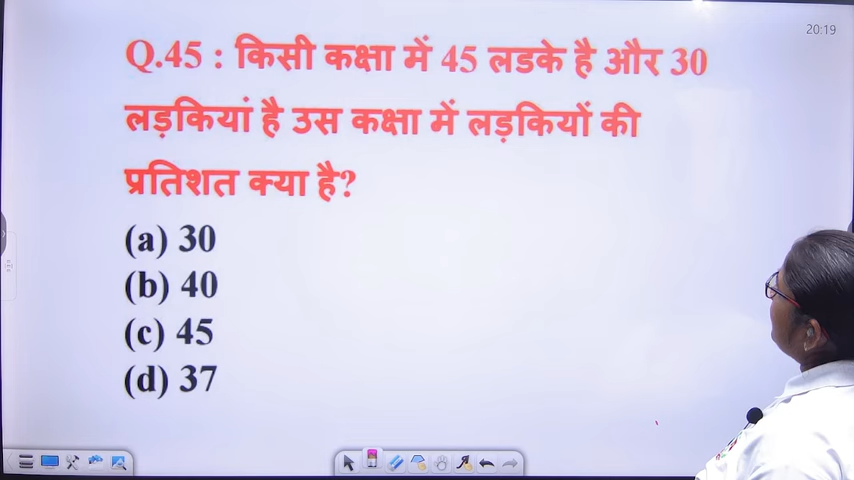 20:19
Q.45 : किसी कक्षा में 45 लडके है और 30
लड़कियां है उस कक्षा में लड़कियों की
प्रतिशत क्या है?
(a) 30
(b) 40
(c) 45
(d) 37